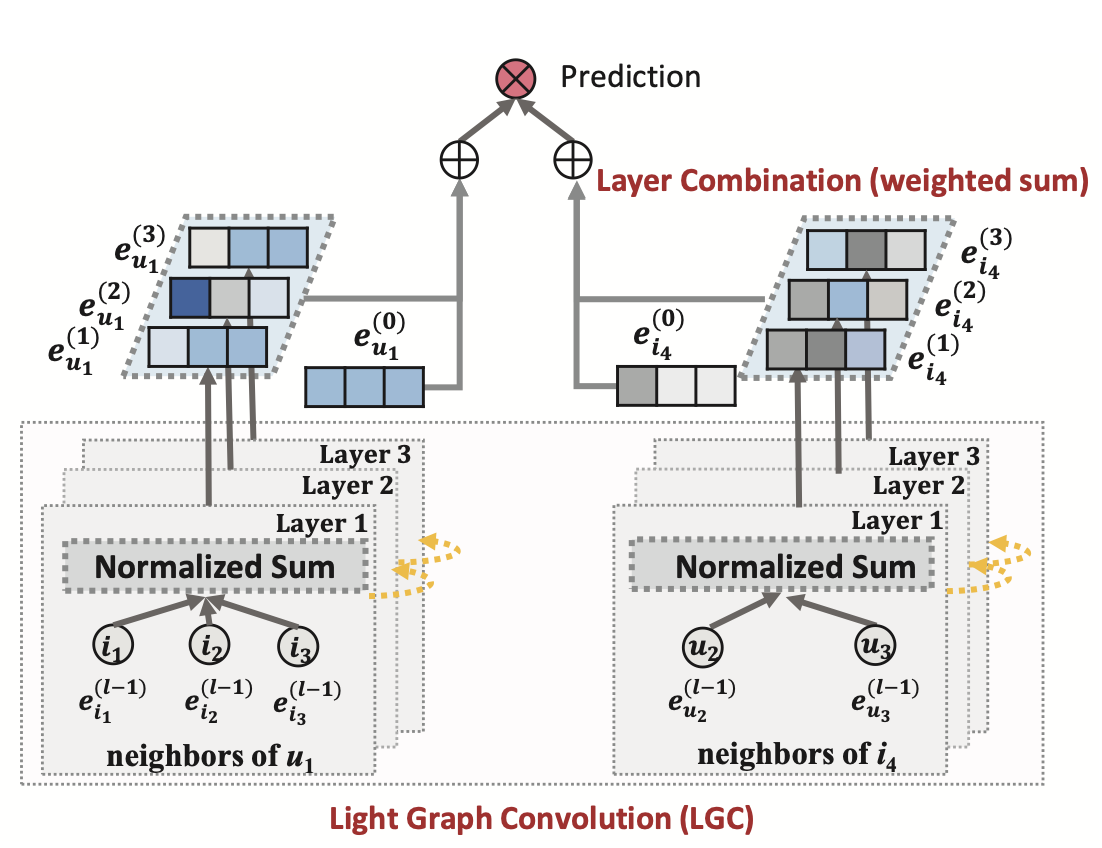 Prediction
Layer Combination (weighted sum)
e_{u_1}^{(3)}
e_{u_1}^{(2)}
e_{u_1}^{(1)}
e_{u_1}^{(0)}
e_{i_4}^{(0)}
e_{i_4}^{(3)}
e_{i_4}^{(2)}
e_{i_4}^{(1)}
Layer 3
Layer 2
Layer 1
Normalized Sum
i_1 i_2 i_3
e_{i_1}^{(l-1)} e_{i_2}^{(l-1)} e_{i_3}^{(l-1)}
neighbors of u_1
Layer 3
Layer 2
Layer 1
Normalized Sum
u_2 u_3
e_{u_2}^{(l-1)} e_{u_3}^{(l-1)}
neighbors of i_4
Light Graph Convolution (LGC)